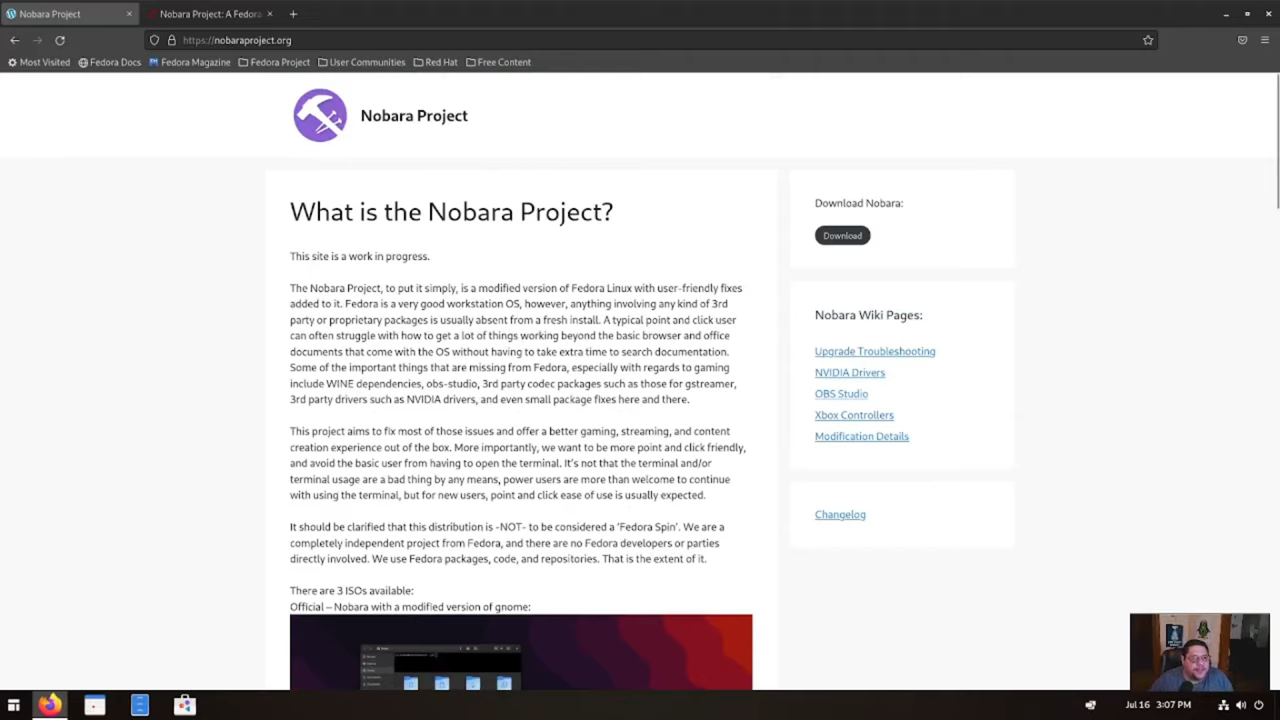 Nobara Project
Nobara Project: A Fedora
https://nobaraproject.org
Most Visited
Fedora Docs
Fedora Magazine
Fedora Project
User Communities
Red Hat
Free Content
Nobara Project
What is the Nobara Project?
This site is a work in progress.
The Nobara Project, to put it simply, is a modified version of Fedora Linux with user-friendly fixes
added to it. Fedora is a very good workstation OS, however, anything involving any kind of 3rd
party or proprietary packages is usually absent from a fresh install. A typical point and click user
can often struggle with how to get a lot of things working beyond the basic browser and office
documents that come with the OS without having to take extra time to search documentation.
Some of the important things that are missing from Fedora, especially with regards to gaming
include WINE dependencies, obs-studio, 3rd party codec packages such as those for gstreamer,
3rd party drivers such as NVIDIA drivers, and even small package fixes here and there.
This project aims to fix most of those issues and offer a better gaming, streaming, and content
creation experience out of the box. More importantly, we want to be more point and click friendly,
and avoid the basic user from having to open the terminal. It's not that the terminal and/or
terminal usage are a bad thing by any means, power users are more than welcome to continue
with using the terminal, but for new users, point and click ease of use is usually expected.
It should be clarified that this distribution is -NOT- to be considered a 'Fedora Spin'. We are a
completely independent project from Fedora, and there are no Fedora developers or parties
directly involved. We use Fedora packages, code, and repositories. That is the extent of it.
There are 3 ISOs available:
Official – Nobara with a modified version of gnome:
Download Nobara:
Download
Nobara Wiki Pages:
Upgrade Troubleshooting
NVIDIA Drivers
OBS Studio
Xbox Controllers
Modification Details
Changelog
Jul 16 3:07 PM